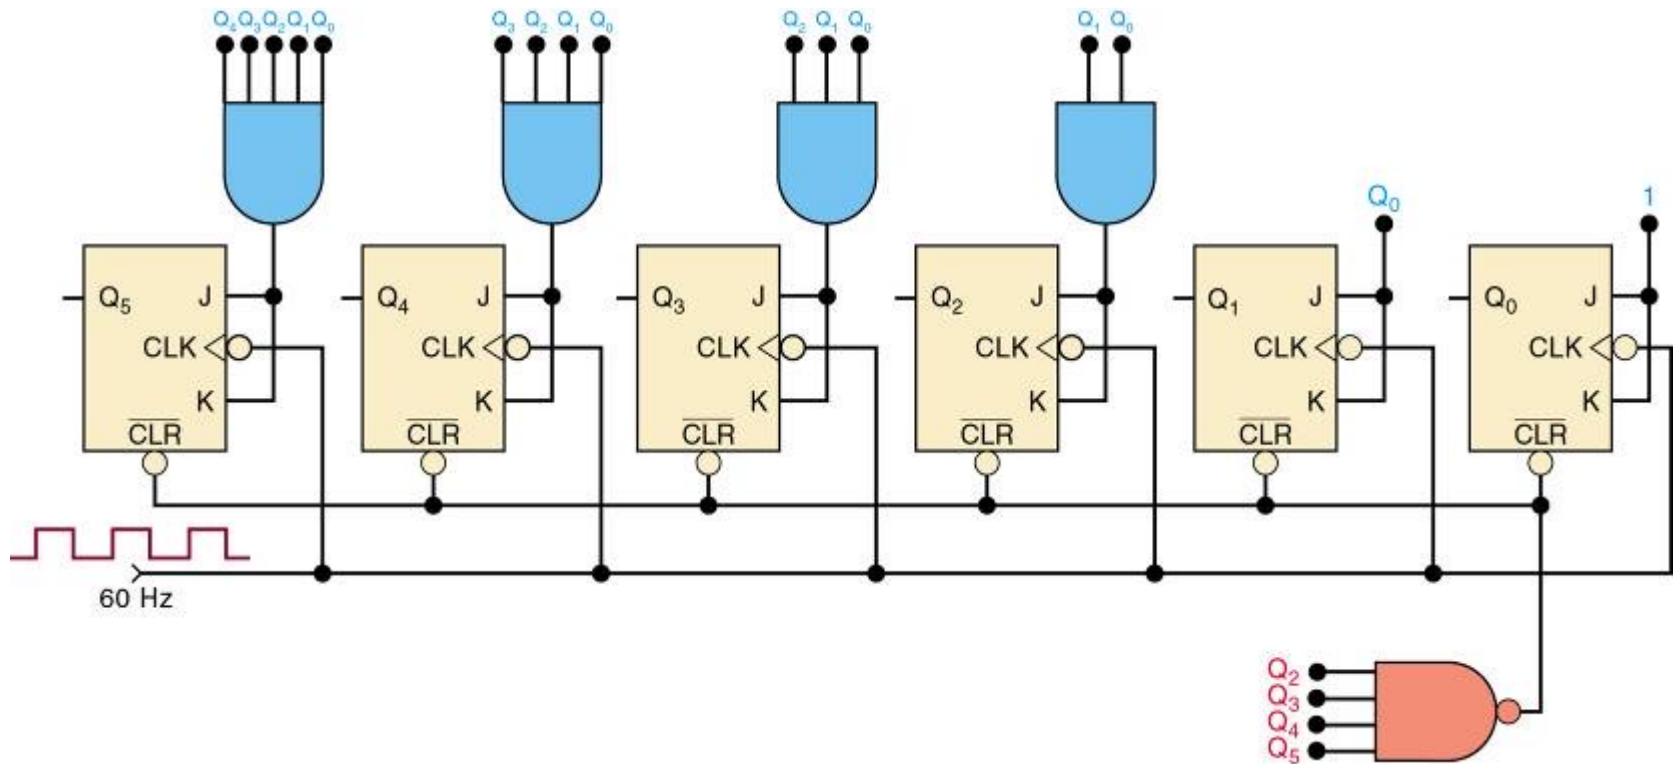 Q₄ Q₃ Q₂ Q₁ Q₀
Q₃ Q₂ Q₁ Q₀
Q₂ Q₁ Q₀
Q₁ Q₀
Q₀
1
Q₅ J
CLK
K
CLR
Q₄ J
CLK
K
CLR
Q₃ J
CLK
K
CLR
Q₂ J
CLK
K
CLR
Q₁ J
CLK
K
CLR
Q₀ J
CLK
K
CLR
60 Hz
Q₂
Q₃
Q₄
Q₅